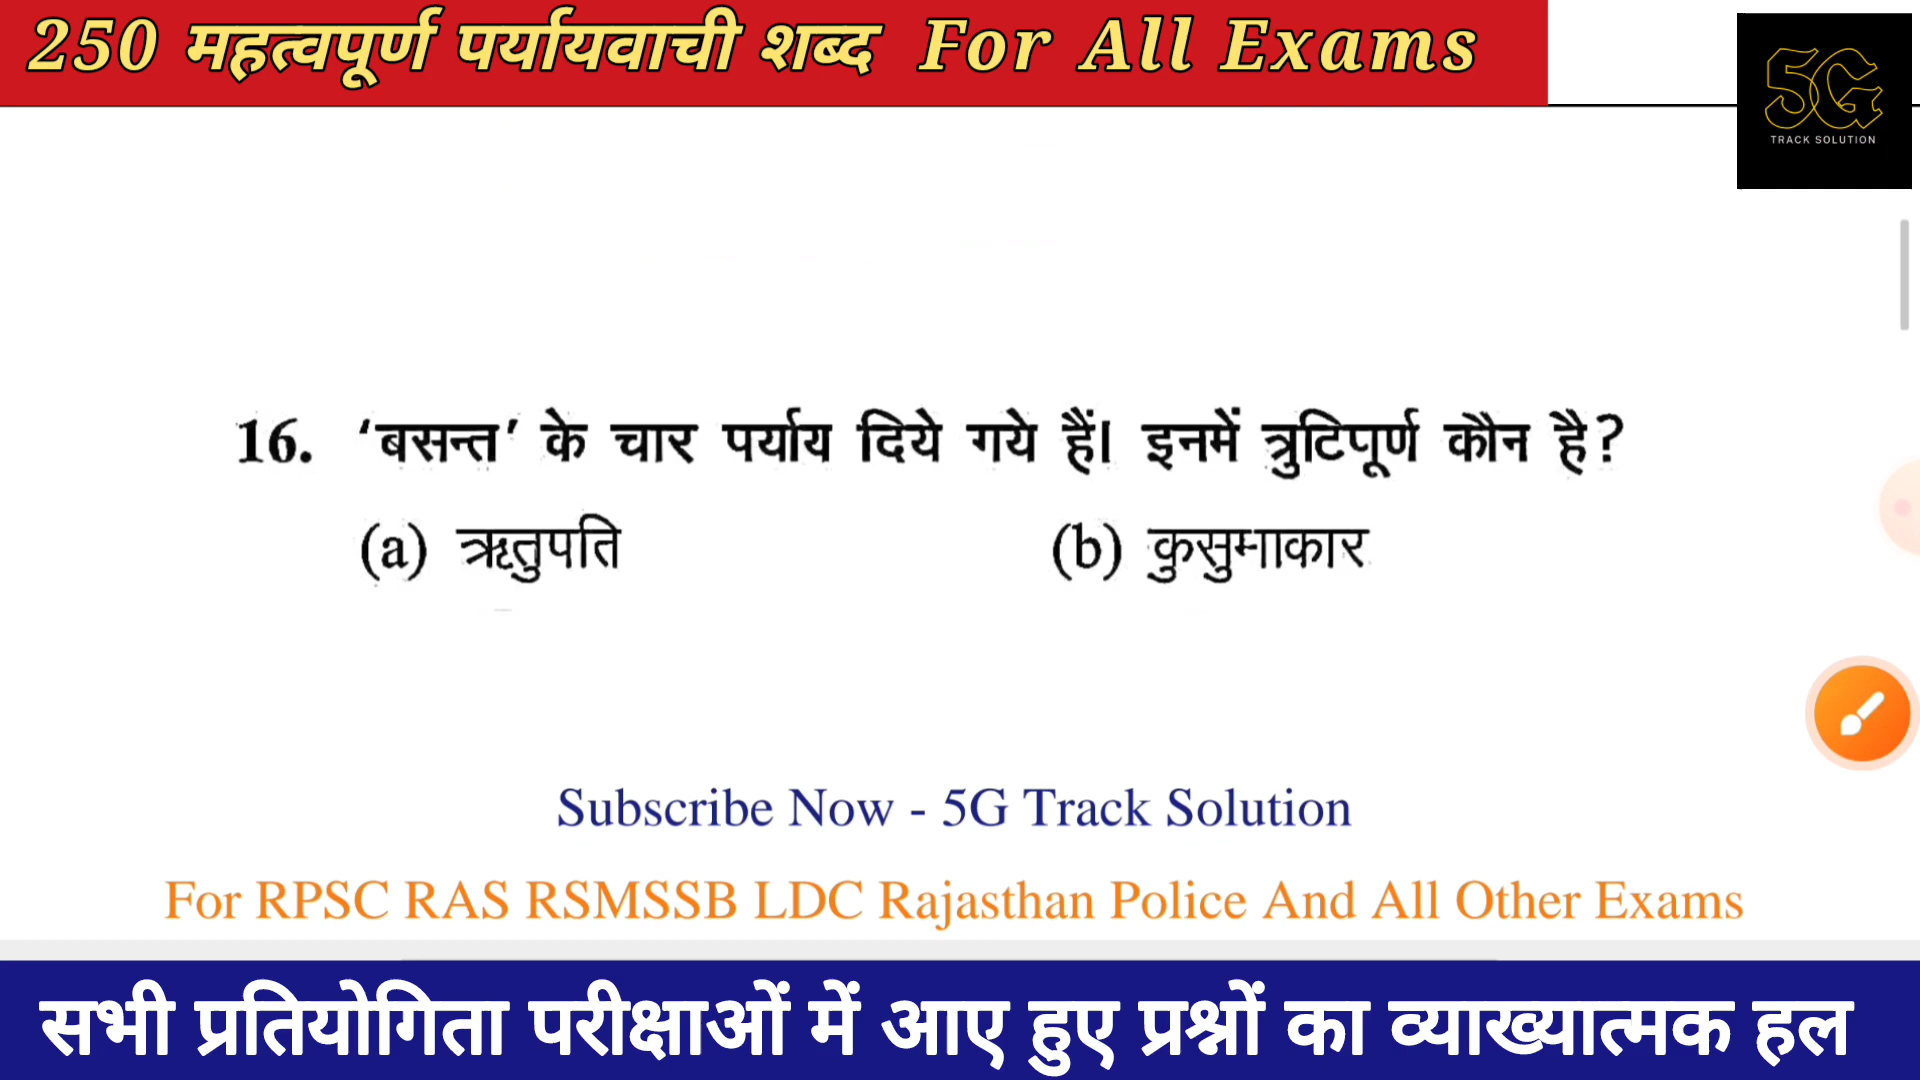 250 महत्वपूर्ण पर्यायवाची शब्द For All Exams
5G
TRACK SOLUTION
16. ‘बसन्त’ के चार पर्याय दिये गये हैं। इनमें त्रुटिपूर्ण कौन है?
(a) ऋतुपति (b) कुसुमाकार
Subscribe Now - 5G Track Solution
For RPSC RAS RSMSSB LDC Rajasthan Police And All Other Exams
सभी प्रतियोगिता परीक्षाओं में आए हुए प्रश्नों का व्याख्यात्मक हल